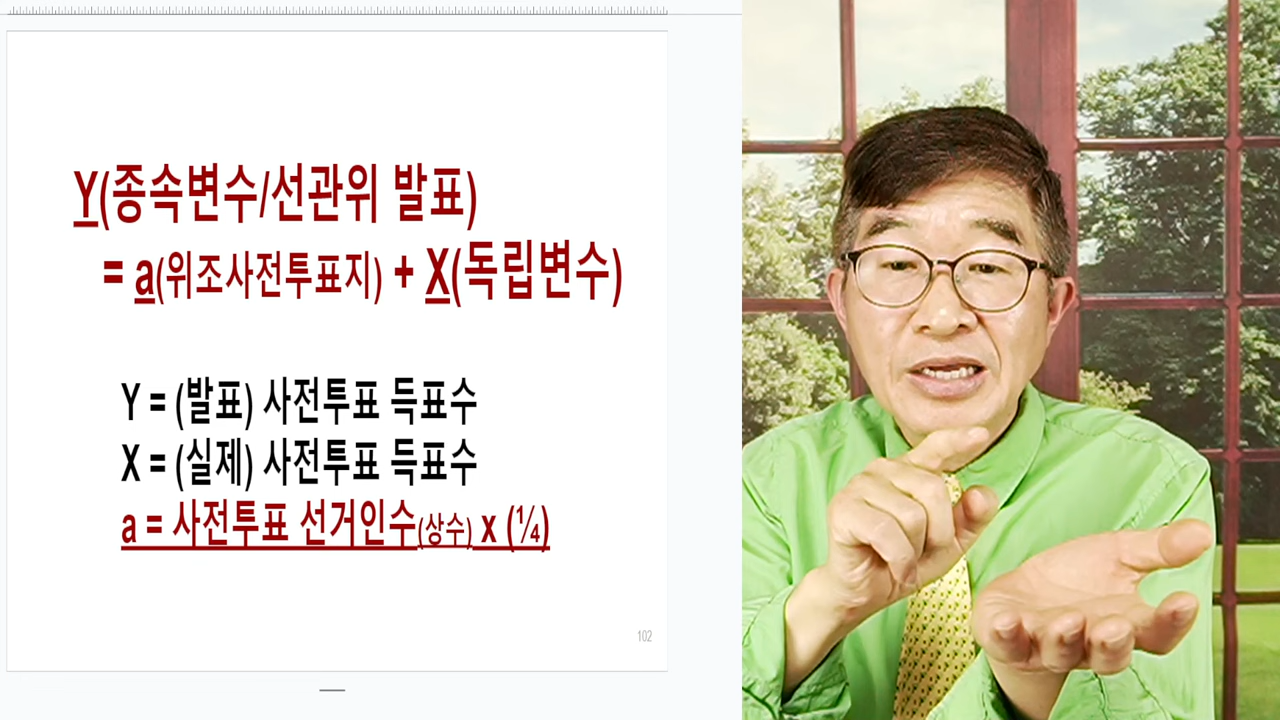 Y(종속변수/선관위 발표)
= a(위조사전투표지) + X(독립변수)
Y = (발표) 사전투표 득표수
X = (실제) 사전투표 득표수
a = 사전투표 선거인수(상수) x (¼)
102